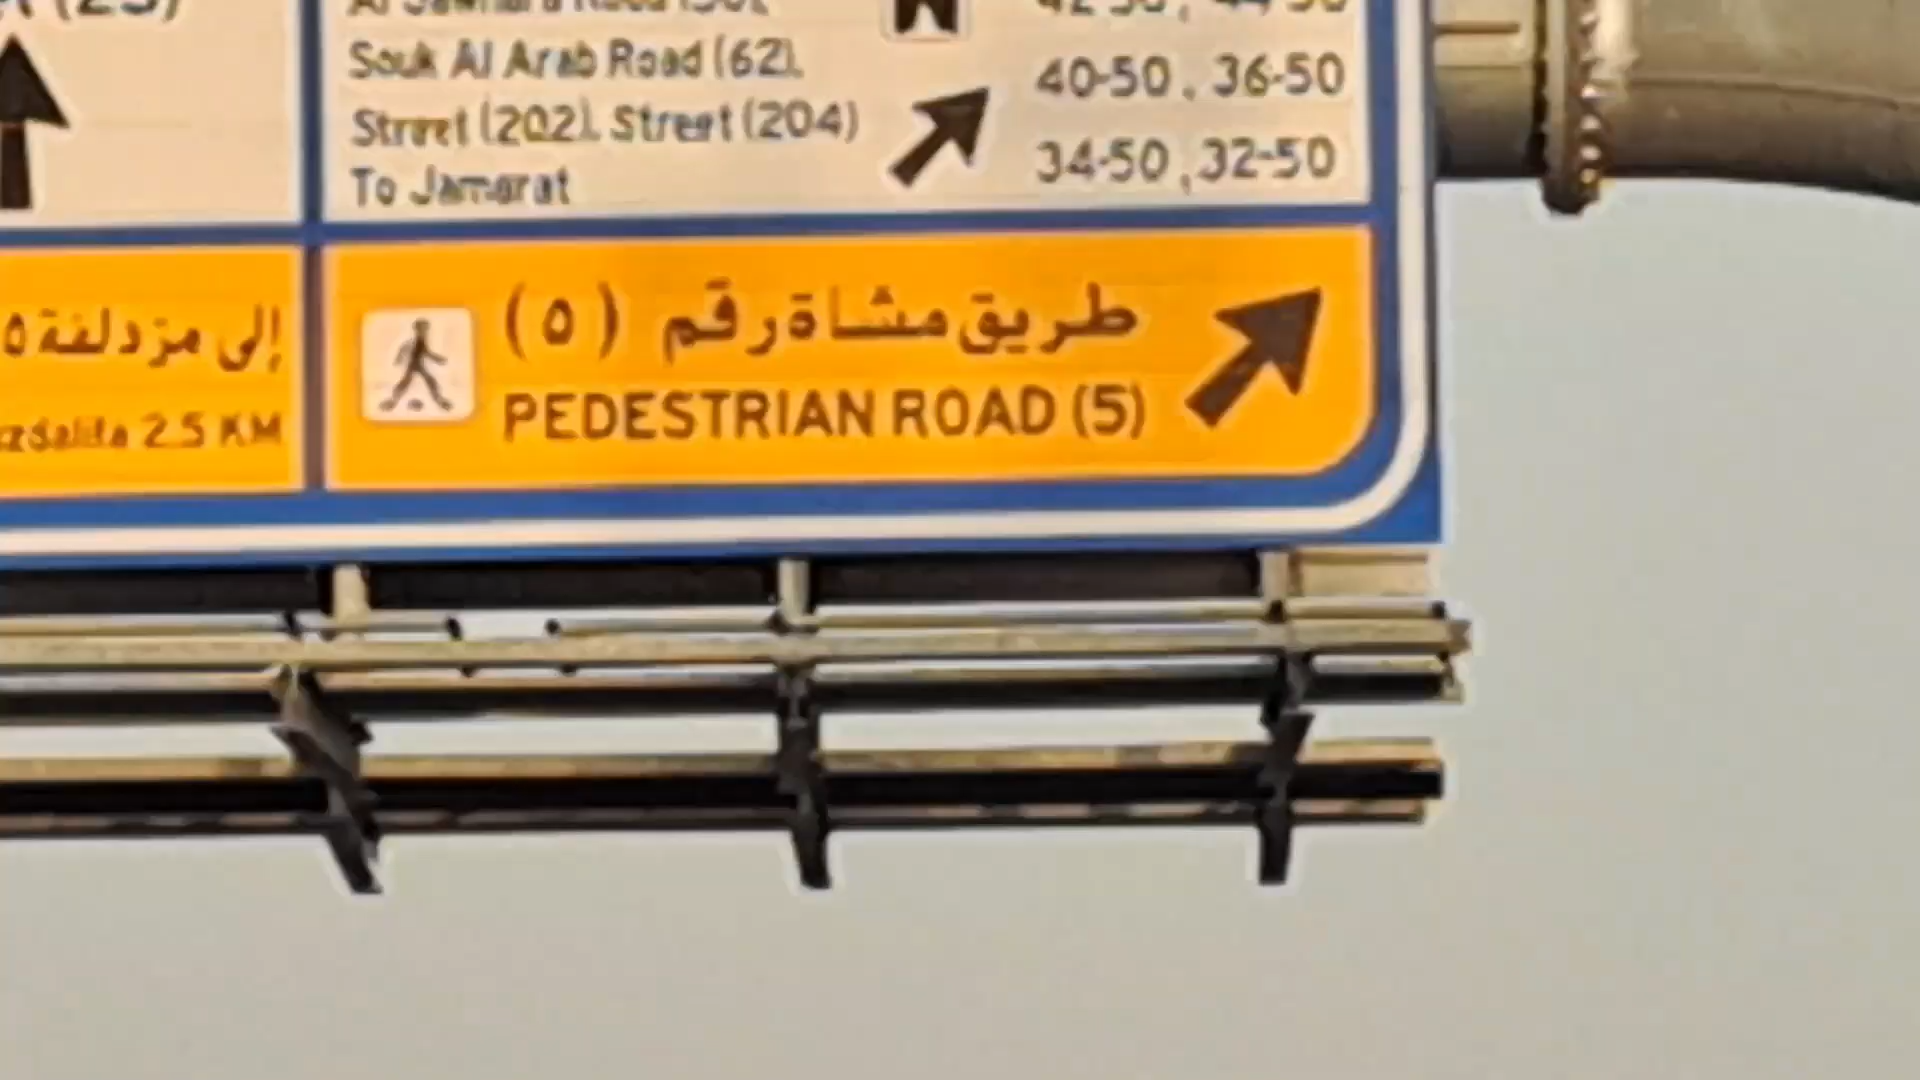 Souk Al Arab Road (62),
Street (202), Street (204)
To Jamarat
40-50 , 36-50
34-50 , 32-50
إلى مزدلفة
2.5 KM
طريق مشاة رقم (٥)
PEDESTRIAN ROAD (5)